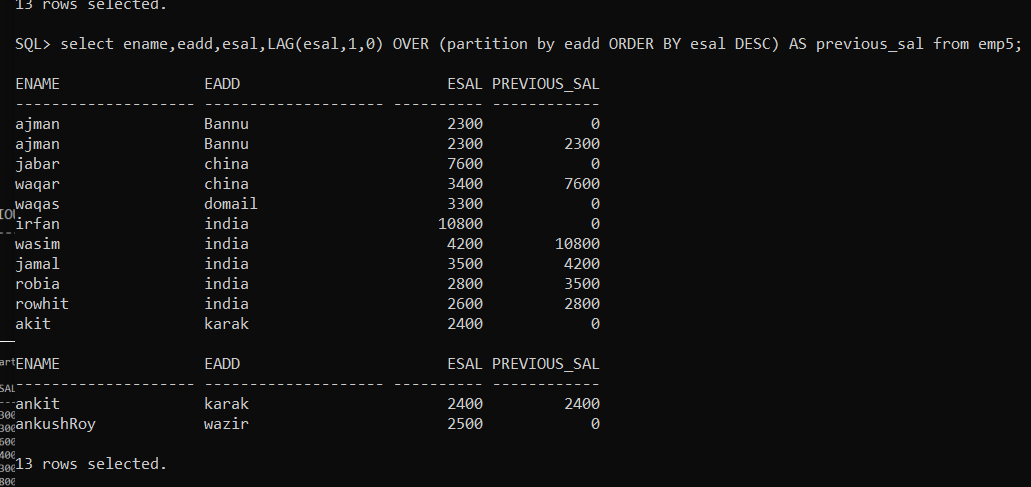 13 rows selected.
SQL> select ename,eadd,esal,LAG(esal,1,0) OVER (partition by eadd ORDER BY esal DESC) AS previous_sal from emp5;
ENAME                EADD                       ESAL PREVIOUS_SAL
-------------------- -------------------- ---------- ------------
ajman                Bannu                      2300            0
ajman                Bannu                      2300         2300
jabar                china                      7600            0
waqar                china                      3400         7600
waqas                domail                     3300            0
irfan                india                     10800            0
wasim                india                      4200        10800
jamal                india                      3500         4200
robia                india                      2800         3500
rowhit               india                      2600         2800
akit                 karak                      2400            0
ENAME                EADD                       ESAL PREVIOUS_SAL
-------------------- -------------------- ---------- ------------
ankit                karak                      2400         2400
ankushRoy            wazir                      2500            0
13 rows selected.